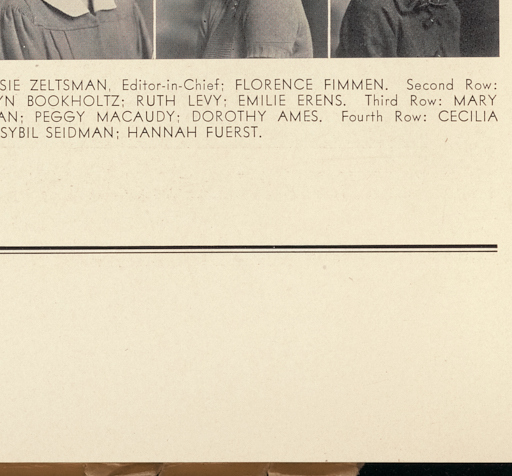 SIE ZELTSMAN, Editor-in-Chief; FLORENCE FIMMEN. Second Row:
YN BOOKHOLTZ; RUTH LEVY; EMILIE ERENS. Third Row: MARY
AN; PEGGY MACAUDY; DOROTHY AMES. Fourth Row: CECILIA
SYBIL SEIDMAN; HANNAH FUERST.